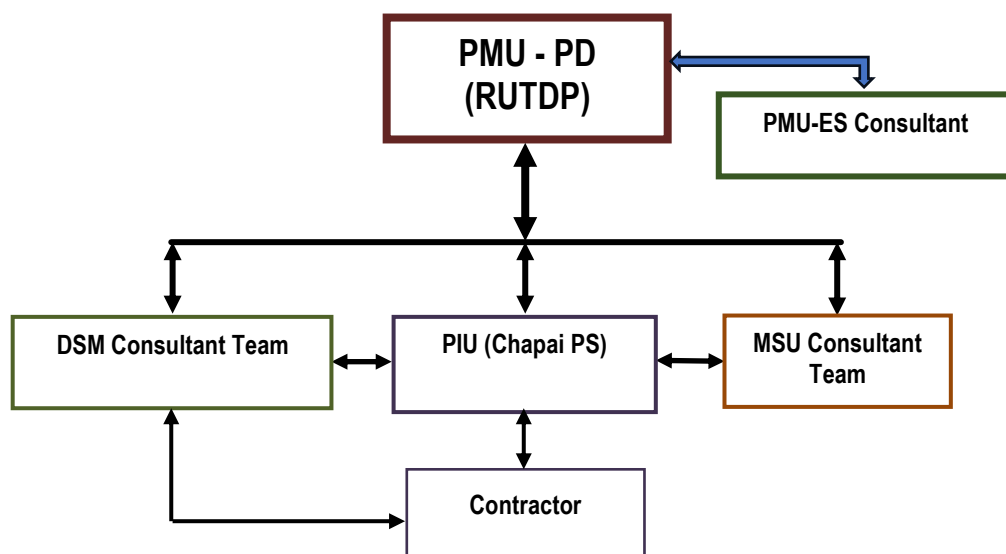 PMU - PD
(RUTDP)
PMU-ES Consultant
DSM Consultant Team
PIU (Chapai PS)
MSU Consultant
Team
Contractor